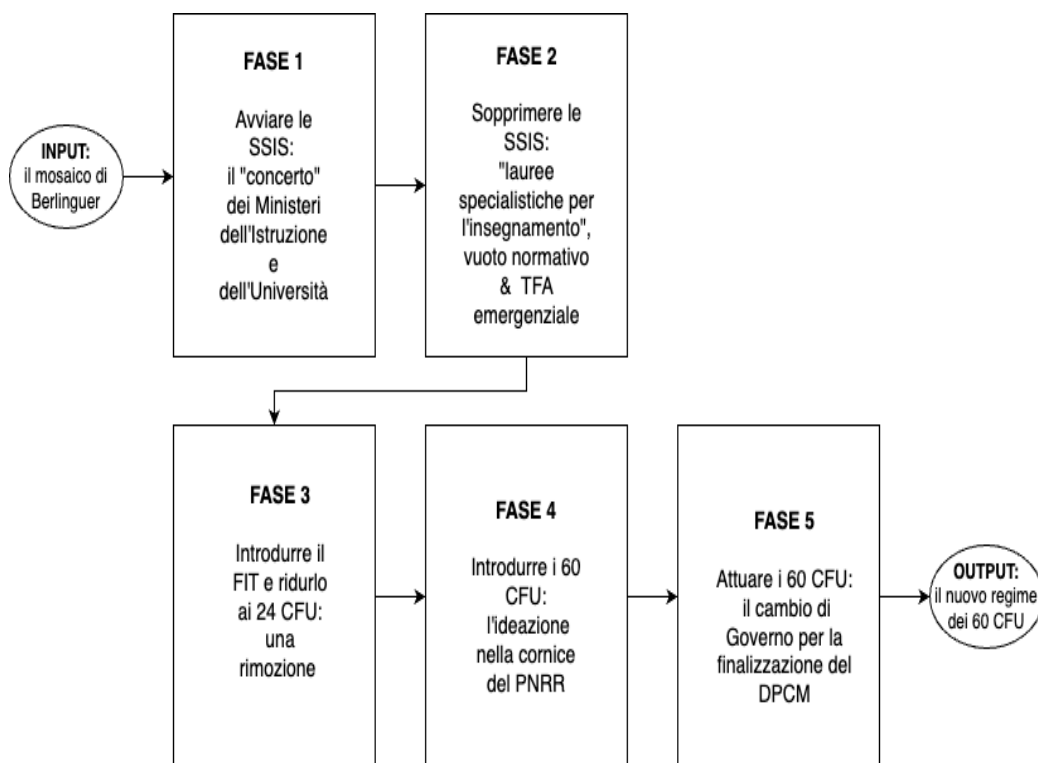 INPUT:
il mosaico di
Berlinguer
FASE 1
Avviare le
SSIS:
il "concerto"
dei Ministeri
dell'Istruzione
e
dell'Università
FASE 2
Sopprimere le
SSIS:
"lauree
specialistiche per
l'insegnamento",
vuoto normativo
& TFA
emergenziale
FASE 3
Introdurre il
FIT e ridurlo
ai 24 CFU:
una
rimozione
FASE 4
Introdurre i 60
CFU:
l'ideazione
nella cornice
del PNRR
FASE 5
Attuare i 60 CFU:
il cambio di
Governo per la
finalizzazione del
DPCM
OUTPUT:
il nuovo regime
dei 60 CFU